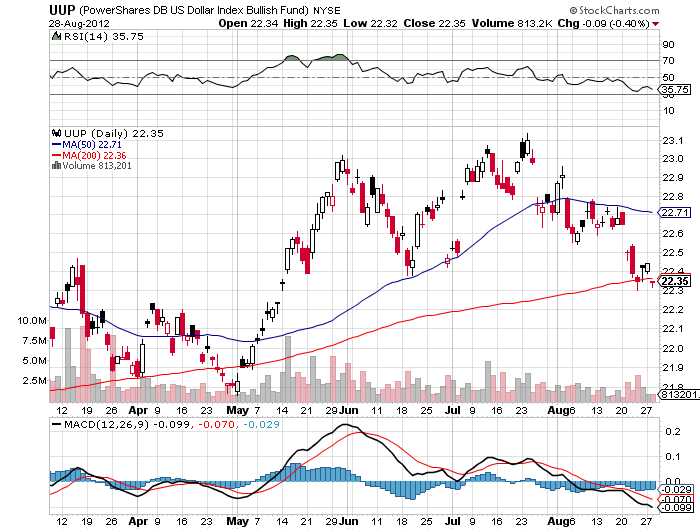 UUP (PowerShares DB US Dollar Index Bullish Fund) NYSE © StockCharts.com
28-Aug-2012 Open 22.34 High 22.35 Low 22.32 Close 22.35 Volume 813.2K Chg -0.09 (-0.40%)
RSI(14) 35.75
90
70
50
30
10
35.75
UUP (Daily) 22.35
MA(50) 22.71
MA(200) 22.36
Volume 813,201
23.1
23.0
22.9
22.8
22.7
22.6
22.5
22.4
22.3
22.2
22.1
22.0
21.9
21.8
22.71
22.35
10.0M
7.5M
5.0M
2.5M
813201
12 19 26 Apr 9 16 23 May 7 14 21 Jun 11 18 25 Jul 9 16 23 Aug 6 13 20 27
MACD(12,26,9) -0.099, -0.070, -0.029
0.2
0.1
0.0
-0.029
-0.070
-0.099
12 19 26 Apr 9 16 23 May 7 14 21 Jun 11 18 25 Jul 9 16 23 Aug 6 13 20 27